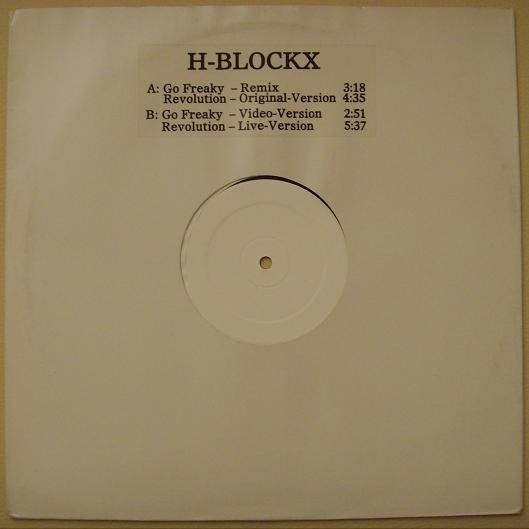 H-BLOCKX
A: Go Freaky – Remix 3:18
Revolution – Original-Version 4:35
B: Go Freaky – Video-Version 2:51
Revolution – Live-Version 5:37